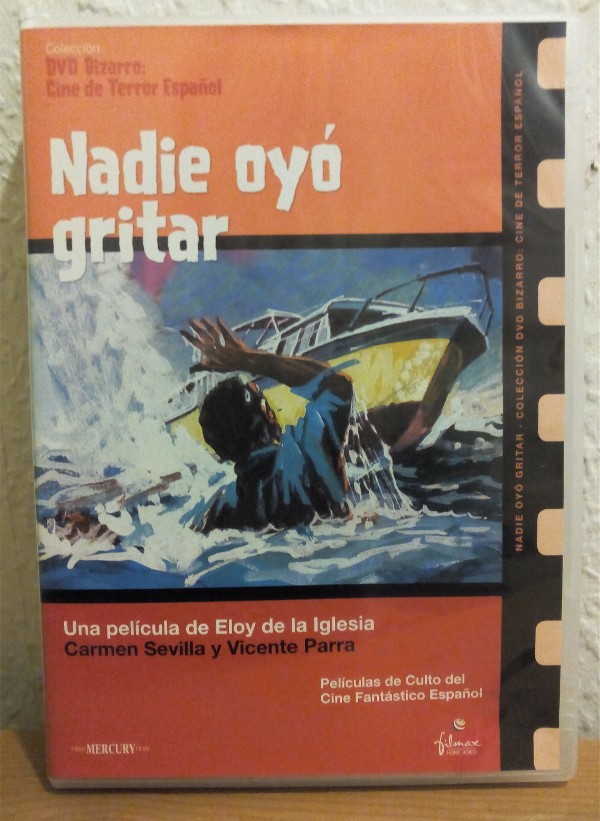 Colección
DVD Bizarro:
Cine de Terror Español
Nadie oyó
gritar
NADIE OYÓ GRITAR · COLECCIÓN DVD BIZARRO: CINE DE TERROR ESPAÑOL
Una película de Eloy de la Iglesia
Carmen Sevilla y Vicente Parra
Películas de Culto del
Cine Fantástico Español
MERCURY
filmax
HOME VIDEO